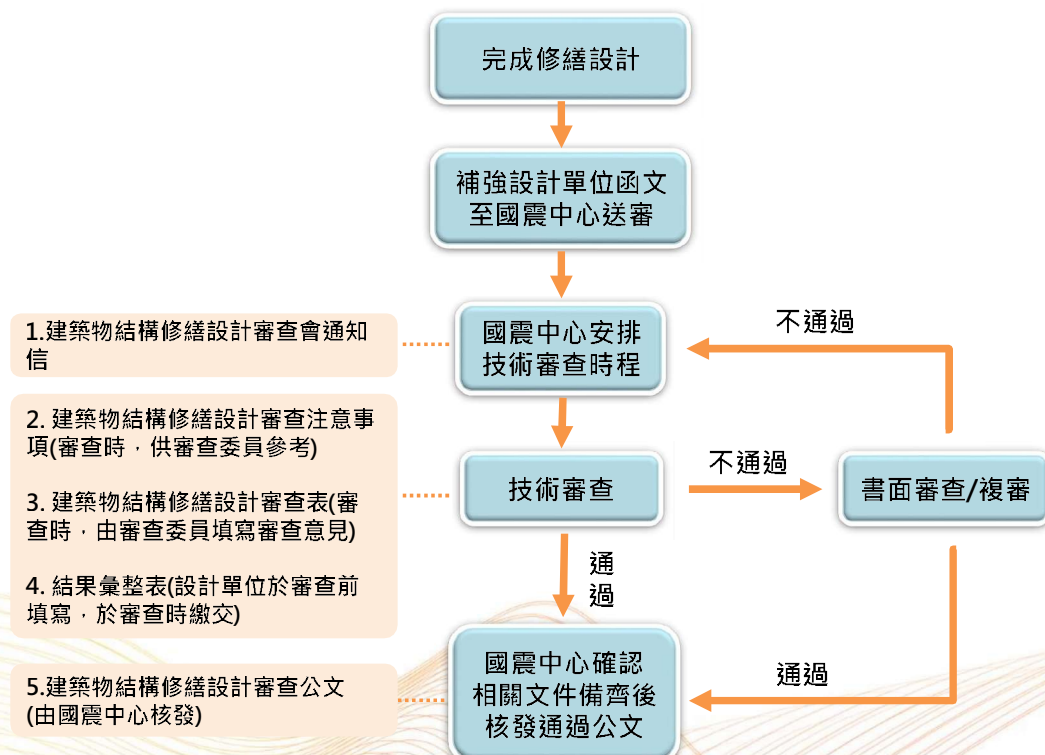 完成修繕設計
補強設計單位函文
至國震中心送審
1.建築物結構修繕設計審查會通知
信
國震中心安排
技術審查時程
不通過
2. 建築物結構修繕設計審查注意事
項(審查時，供審查委員參考)
3. 建築物結構修繕設計審查表(審
查時，由審查委員填寫審查意見)
4. 結果彙整表(設計單位於審查前
填寫，於審查時繳交)
技術審查
不通過
書面審查/複審
通
過
5.建築物結構修繕設計審查公文
(由國震中心核發)
國震中心確認
相關文件備齊後
核發通過公文
通過